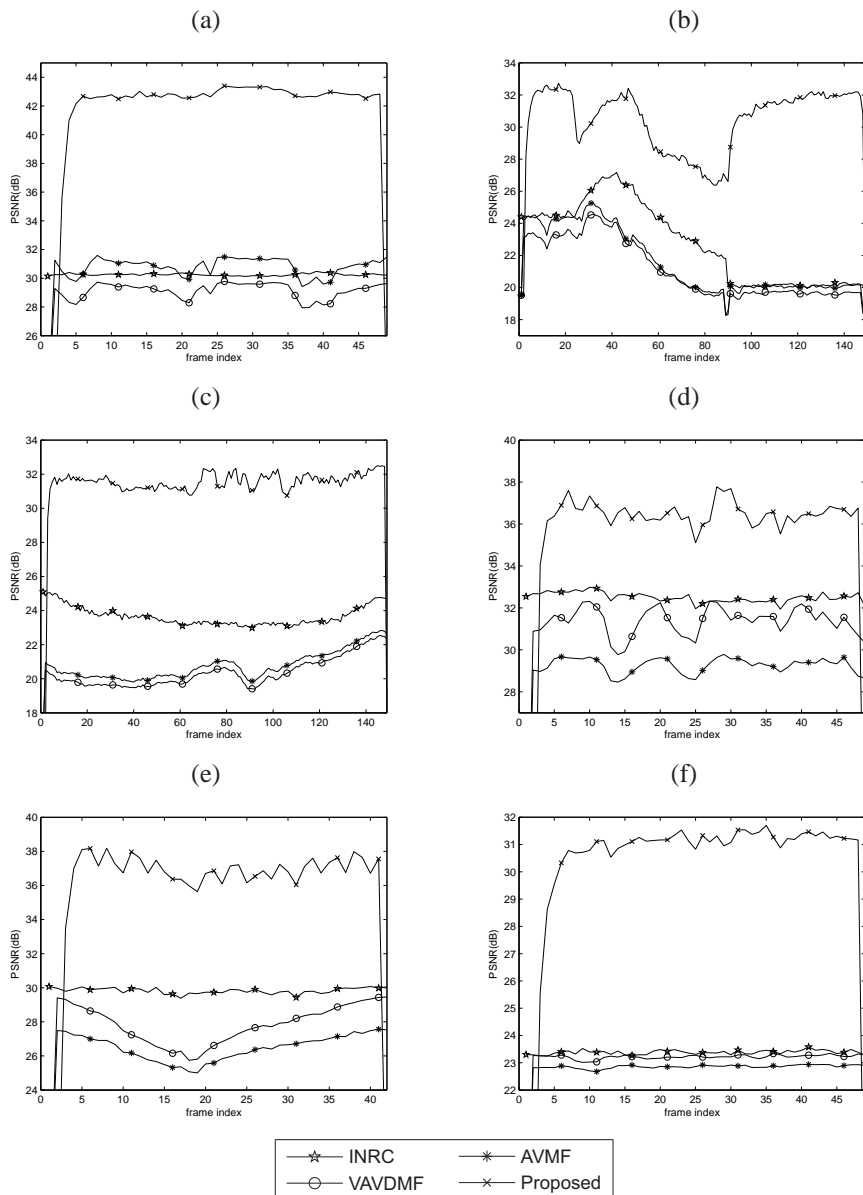 (a)
44
42
40
38
36
34
32
30
28
26
PSNR(dB)
0 5 10 15 20 25 30 35 40 45
frame index
(b)
34
32
30
28
26
24
22
20
18
PSNR(dB)
0 20 40 60 80 100 120 140
frame index
(c)
34
32
30
28
26
24
22
20
18
PSNR(dB)
0 20 40 60 80 100 120 140
frame index
(d)
40
38
36
34
32
30
28
PSNR(dB)
0 5 10 15 20 25 30 35 40 45
frame index
(e)
40
38
36
34
32
30
28
26
24
PSNR(dB)
0 5 10 15 20 25 30 35 40
frame index
(f)
31
30
29
28
27
26
25
24
23
22
PSNR(dB)
0 5 10 15 20 25 30 35 40 45
frame index
INRC AVMF
VAVDMF Proposed